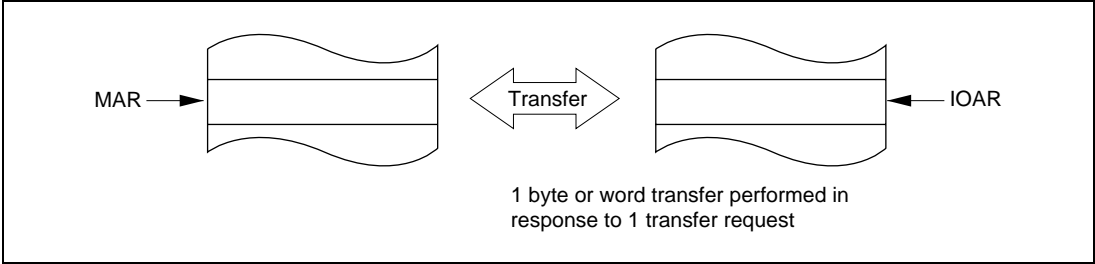 MAR
Transfer
IOAR
1 byte or word transfer performed in
response to 1 transfer request